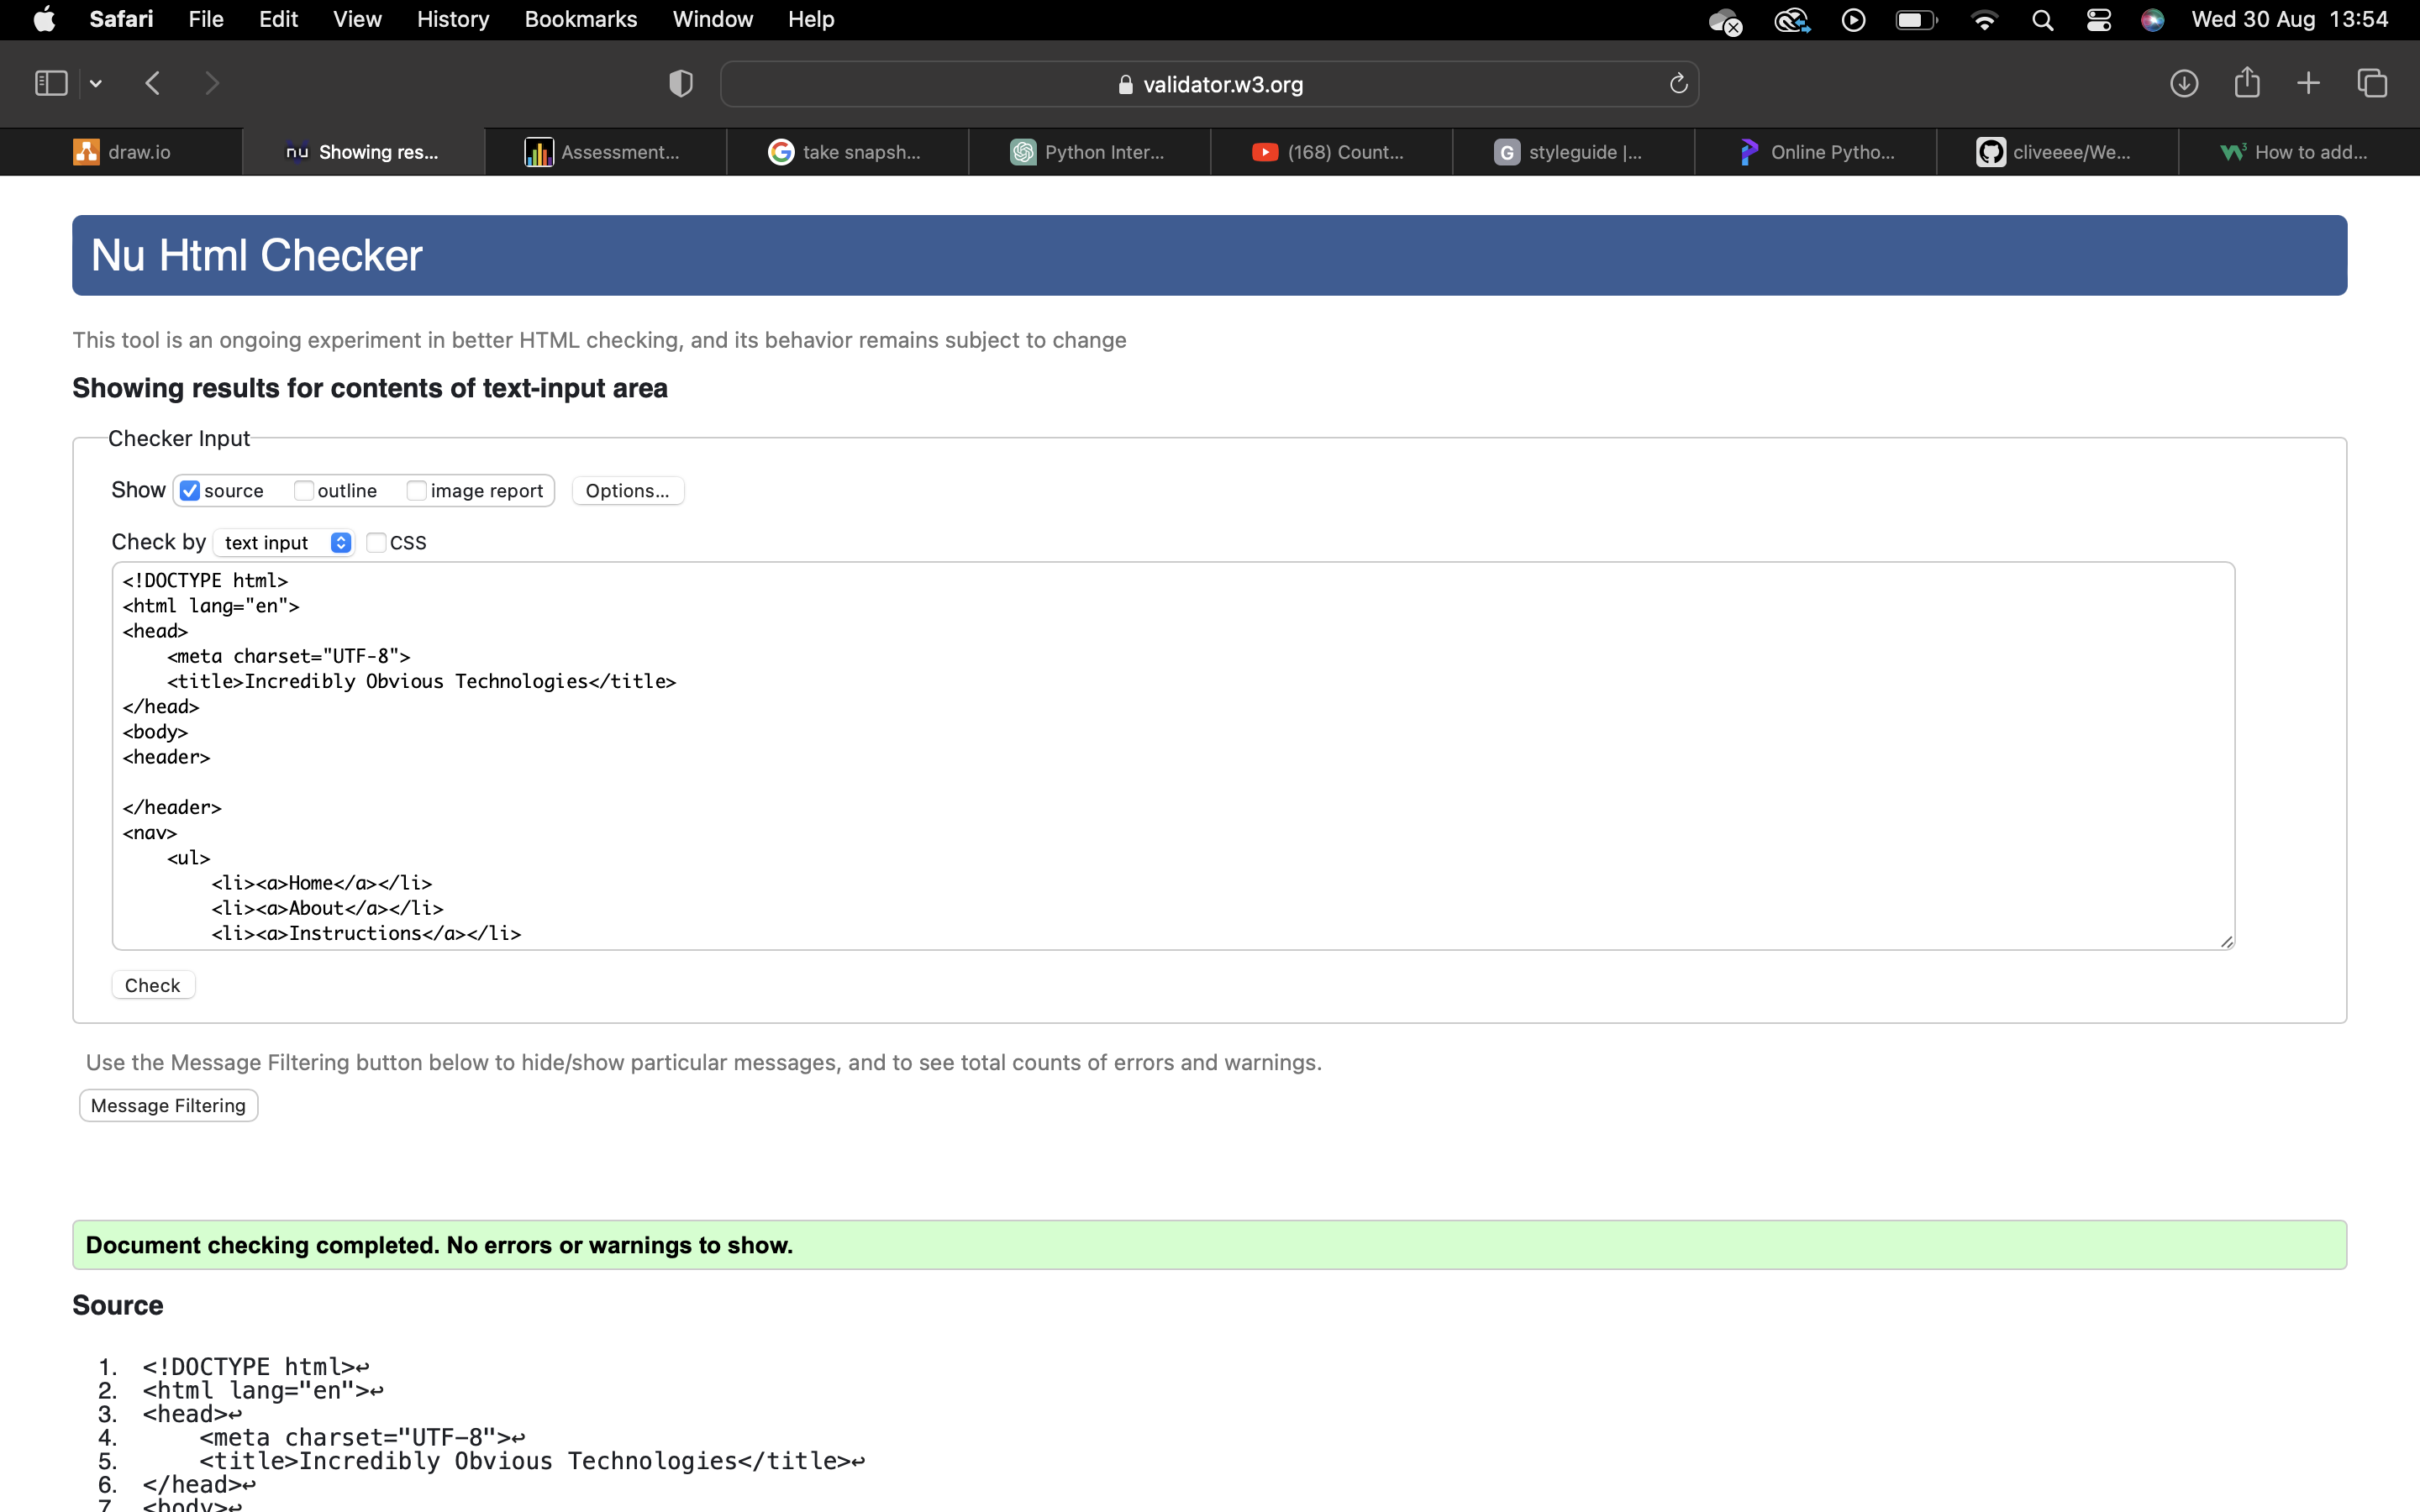 Safari File Edit View History Bookmarks Window Help Wed 30 Aug 13:54
validator.w3.org
draw.io nu Showing res... Assessment... G take snapsh... Python Inter... (168) Count... G styleguide |... Online Pytho... cliveeee/We... W3 How to add...
Nu Html Checker
This tool is an ongoing experiment in better HTML checking, and its behavior remains subject to change
Showing results for contents of text-input area
Checker Input
Show source outline image report Options...
Check by text input CSS
<!DOCTYPE html>
<html lang="en">
<head>
    <meta charset="UTF-8">
    <title>Incredibly Obvious Technologies</title>
</head>
<body>
<header>
</header>
<nav>
    <ul>
        <li><a>Home</a></li>
        <li><a>About</a></li>
        <li><a>Instructions</a></li>
Check
Use the Message Filtering button below to hide/show particular messages, and to see total counts of errors and warnings.
Message Filtering
Document checking completed. No errors or warnings to show.
Source
1. <!DOCTYPE html>↩
2. <html lang="en">↩
3. <head>↩
4.     <meta charset="UTF-8">↩
5.     <title>Incredibly Obvious Technologies</title>↩
6. </head>↩
7. <body>↩